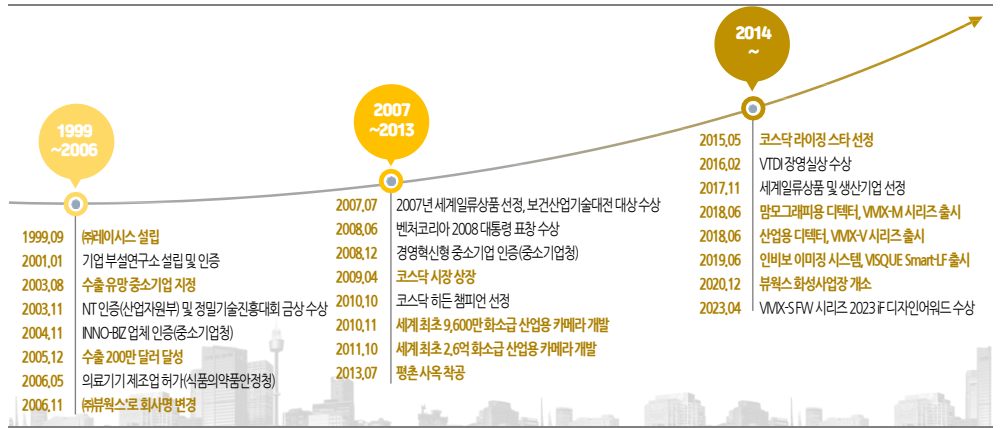 1999
~2006
1999.09 ㈜레이시스 설립
2001.01 기업 부설연구소 설립 및 인증
2003.08 수출 유망 중소기업 지정
2003.11 NT 인증(산업자원부) 및 정밀기술진흥대회 금상 수상
2004.11 INNO-BIZ 업체 인증(중소기업청)
2005.12 수출 200만 달러 달성
2006.05 의료기기 제조업 허가(식품의약품안정청)
2006.11 ㈜뷰웍스'로 회사명 변경
2007
~2013
2007.07 2007년 세계일류상품 선정, 보건산업기술대전 대상 수상
2008.06 벤처코리아 2008 대통령 표창 수상
2008.12 경영혁신형 중소기업 인증(중소기업청)
2009.04 코스닥 시장 상장
2010.10 코스닥 히든 챔피언 선정
2010.11 세계 최초 9,600만 화소급 산업용 카메라 개발
2011.10 세계 최초 2.6억 화소급 산업용 카메라 개발
2013.07 평촌 사옥 착공
2014
~
2015.05 코스닥 라이징 스타 선정
2016.02 VTDI 장영실상 수상
2017.11 세계일류상품 및 생산기업 선정
2018.06 맘모그래피용 디텍터, VIVIX-M 시리즈 출시
2018.06 산업용 디텍터, VIVIX-V 시리즈 출시
2019.06 인비보 이미징 시스템, VISQUE Smart-LF 출시
2020.12 뷰웍스 화성사업장 개소
2023.04 VIVIX-S FW 시리즈 2023 iF 디자인어워드 수상